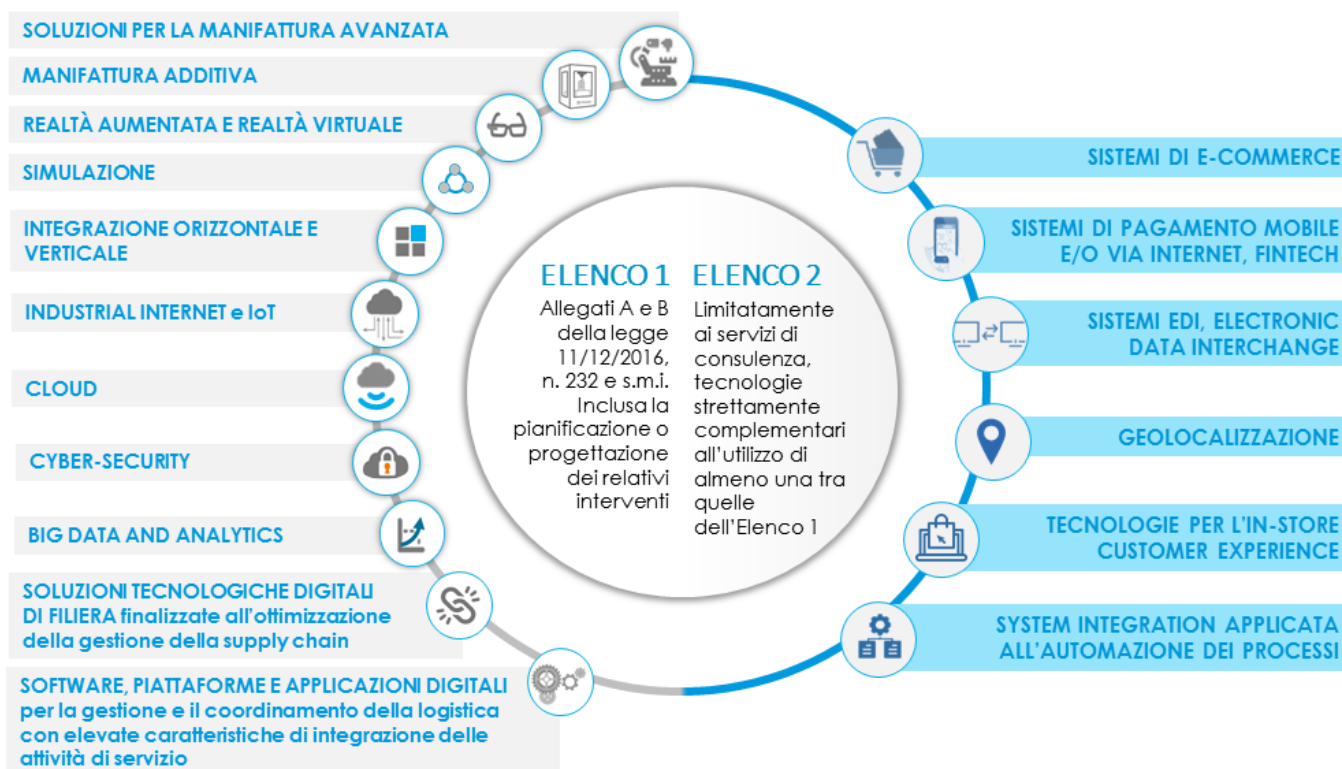 SOLUZIONI PER LA MANIFATTURA AVANZATA
MANIFATTURA ADDITIVA
REALTÀ AUMENTATA E REALTÀ VIRTUALE
SIMULAZIONE
INTEGRAZIONE ORIZZONTALE E
VERTICALE
INDUSTRIAL INTERNET e IoT
CLOUD
CYBER-SECURITY
BIG DATA AND ANALYTICS
SOLUZIONI TECNOLOGICHE DIGITALI
DI FILIERA finalizzate all'ottimizzazione
della gestione della supply chain
SOFTWARE, PIATTAFORME E APPLICAZIONI DIGITALI
per la gestione e il coordinamento della logistica
con elevate caratteristiche di integrazione delle
attività di servizio
ELENCO 1
Allegati A e B
della legge
11/12/2016,
n. 232 e s.m.i.
Inclusa la
pianificazione o
progettazione
dei relativi
interventi
ELENCO 2
Limitatamente
ai servizi di
consulenza,
tecnologie
strettamente
complementari
all'utilizzo di
almeno una tra
quelle
dell'Elenco 1
SISTEMI DI E-COMMERCE
SISTEMI DI PAGAMENTO MOBILE
E/O VIA INTERNET, FINTECH
SISTEMI EDI, ELECTRONIC
DATA INTERCHANGE
GEOLOCALIZZAZIONE
TECNOLOGIE PER L'IN-STORE
CUSTOMER EXPERIENCE
SYSTEM INTEGRATION APPLICATA
ALL'AUTOMAZIONE DEI PROCESSI